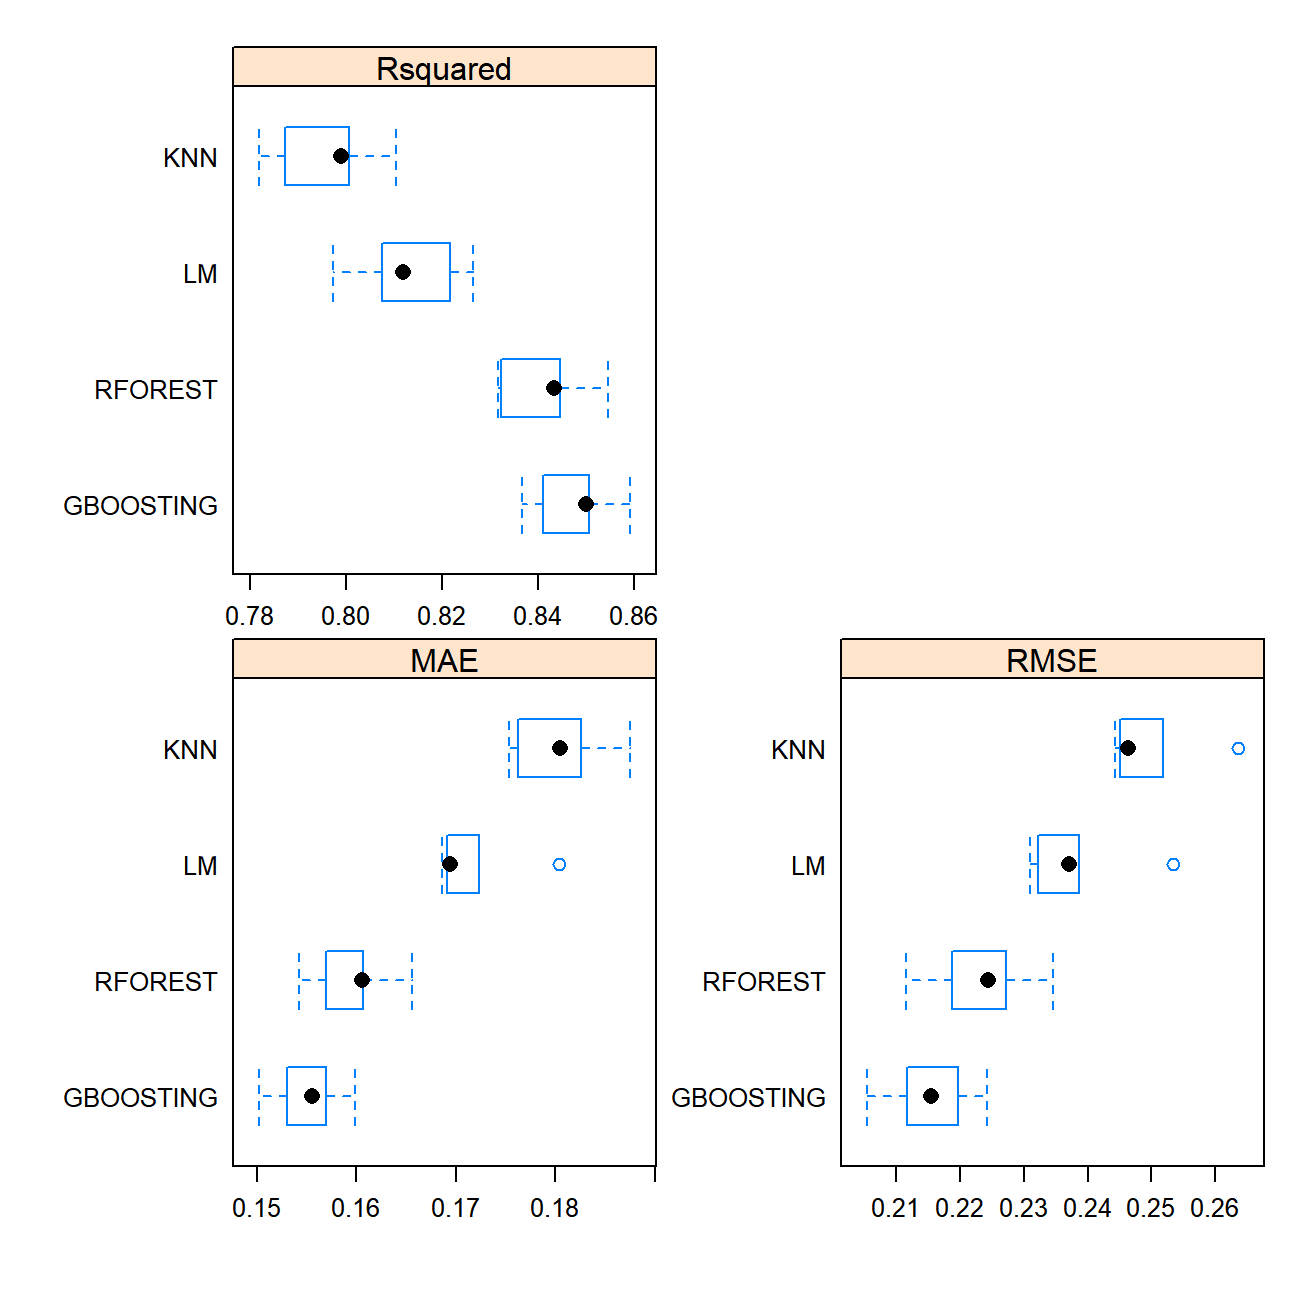 Rsquared
KNN
LM
RFOREST
GBOOSTING
0.78 0.80 0.82 0.84 0.86
MAE
KNN
LM
RFOREST
GBOOSTING
0.15 0.16 0.17 0.18
RMSE
KNN
LM
RFOREST
GBOOSTING
0.21 0.22 0.23 0.24 0.25 0.26